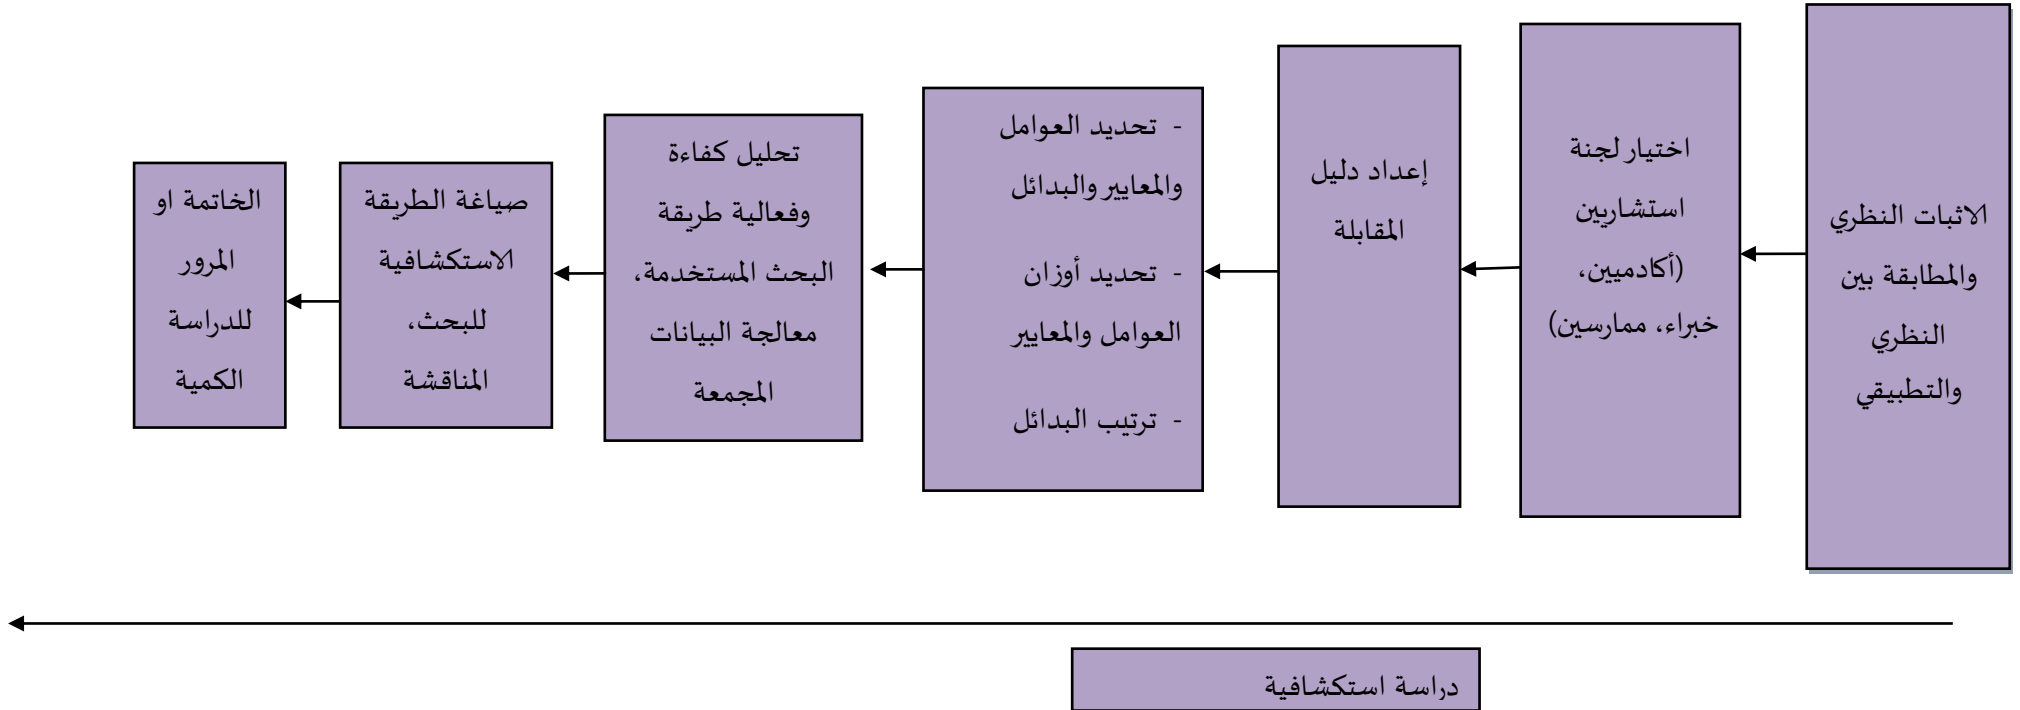 الاثبات النظري
والمطابقة بين
النظري
والتطبيقي
اختيار لجنة
استشاريين
(أكادميين،
خبراء، ممارسين)
إعداد دليل
المقابلة
- تحديد العوامل
والمعايير والبدائل
- تحديد أوزان
العوامل والمعايير
- ترتيب البدائل
تحليل كفاءة
وفعالية طريقة
البحث المستخدمة،
معالجة البيانات
المجمعة
صياغة الطريقة
الاستكشافية
للبحث،
المناقشة
الخاتمة او
المرور
للدراسة
الكمية
دراسة استكشافية